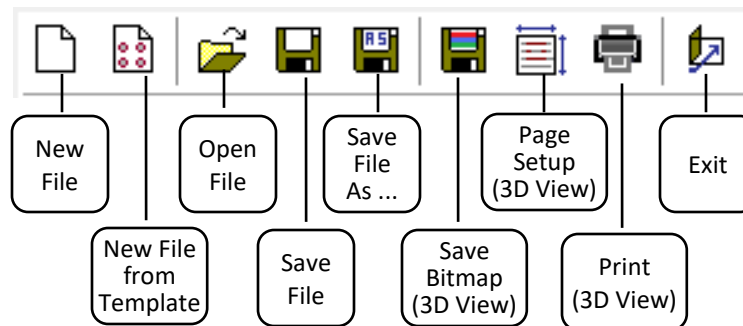 AS
New
File
Open
File
Save
File
As ...
Page
Setup
(3D View)
Exit
New File
from
Template
Save
File
Save
Bitmap
(3D View)
Print
(3D View)